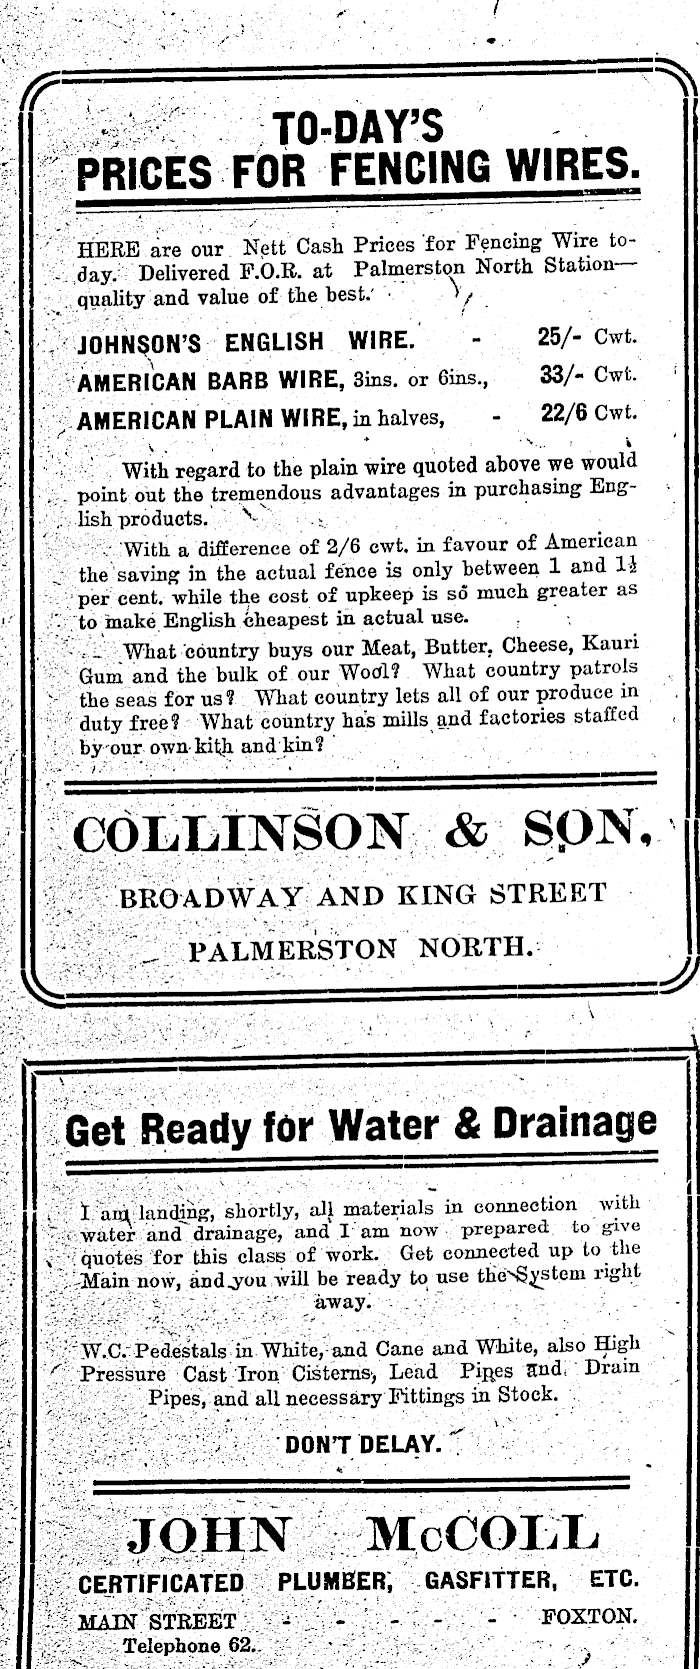 TO-DAY'S
PRICES FOR FENCING WIRES.
HERE are our Nett Cash Prices for Fencing Wire to-
day. Delivered F.O.R. at Palmerston North Station—
quality and value of the best.
JOHNSON'S ENGLISH WIRE. - 25/- Cwt.
AMERICAN BARB WIRE, 3ins. or 6ins., 33/- Cwt.
AMERICAN PLAIN WIRE, in halves, - 22/6 Cwt.
With regard to the plain wire quoted above we would
point out the tremendous advantages in purchasing Eng-
lish products.
With a difference of 2/6 cwt. in favour of American
the saving in the actual fence is only between 1 and 1½
per cent. while the cost of upkeep is so much greater as
to make English cheapest in actual use.
What country buys our Meat, Butter, Cheese, Kauri
Gum and the bulk of our Wool? What country patrols
the seas for us? What country lets all of our produce in
duty free? What country has mills and factories staffed
by our own kith and kin?
COLLINSON & SON,
BROADWAY AND KING STREET
PALMERSTON NORTH.
Get Ready for Water & Drainage
I am landing, shortly, all materials in connection with
water and drainage, and I am now prepared to give
quotes for this class of work. Get connected up to the
Main now, and you will be ready to use the System right
away.
W.C. Pedestals in White, and Cane and White, also High
Pressure Cast Iron Cisterns, Lead Pipes and Drain
Pipes, and all necessary Fittings in Stock.
DON'T DELAY.
JOHN McCOLL
CERTIFICATED PLUMBER, GASFITTER, ETC.
MAIN STREET - - - - - FOXTON.
Telephone 62.